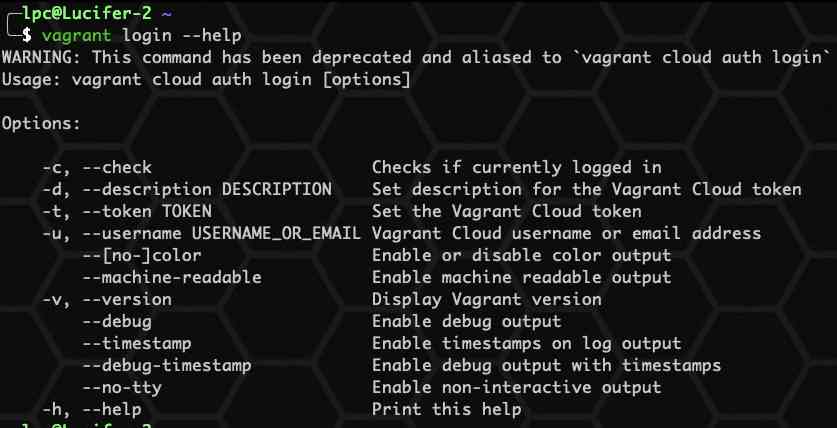 lpc@Lucifer-2 ~
$ vagrant login --help
WARNING: This command has been deprecated and aliased to `vagrant cloud auth login`
Usage: vagrant cloud auth login [options]
Options:
-c, --check Checks if currently logged in
-d, --description DESCRIPTION Set description for the Vagrant Cloud token
-t, --token TOKEN Set the Vagrant Cloud token
-u, --username USERNAME_OR_EMAIL Vagrant Cloud username or email address
--[no-]color Enable or disable color output
--machine-readable Enable machine readable output
-v, --version Display Vagrant version
--debug Enable debug output
--timestamp Enable timestamps on log output
--debug-timestamp Enable debug output with timestamps
--no-tty Enable non-interactive output
-h, --help Print this help